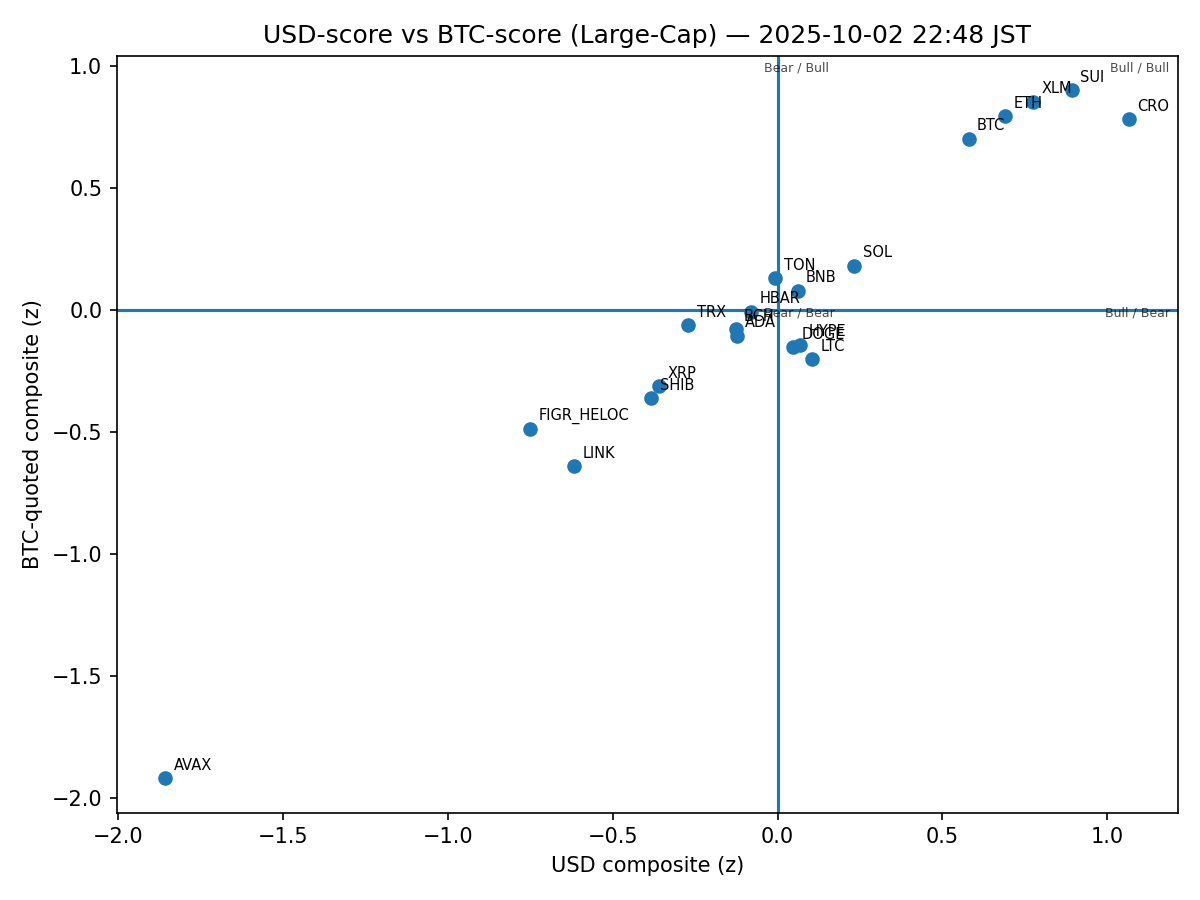 USD-score vs BTC-score (Large-Cap) — 2025-10-02 22:48 JST
Bear / Bull
Bull / Bull
SUI
XLM
CRO
ETH
BTC
SOL
TON
BNB
HBAR
TRX
BCH
Bear / Bear
Bull / Bear
ADA
HYPE
DOGE
LTC
XRP
SHIB
FIGR_HELOC
LINK
AVAX
1.0
0.5
0.0
−0.5
−1.0
−1.5
−2.0
BTC-quoted composite (z)
−2.0
−1.5
−1.0
−0.5
0.0
0.5
1.0
USD composite (z)